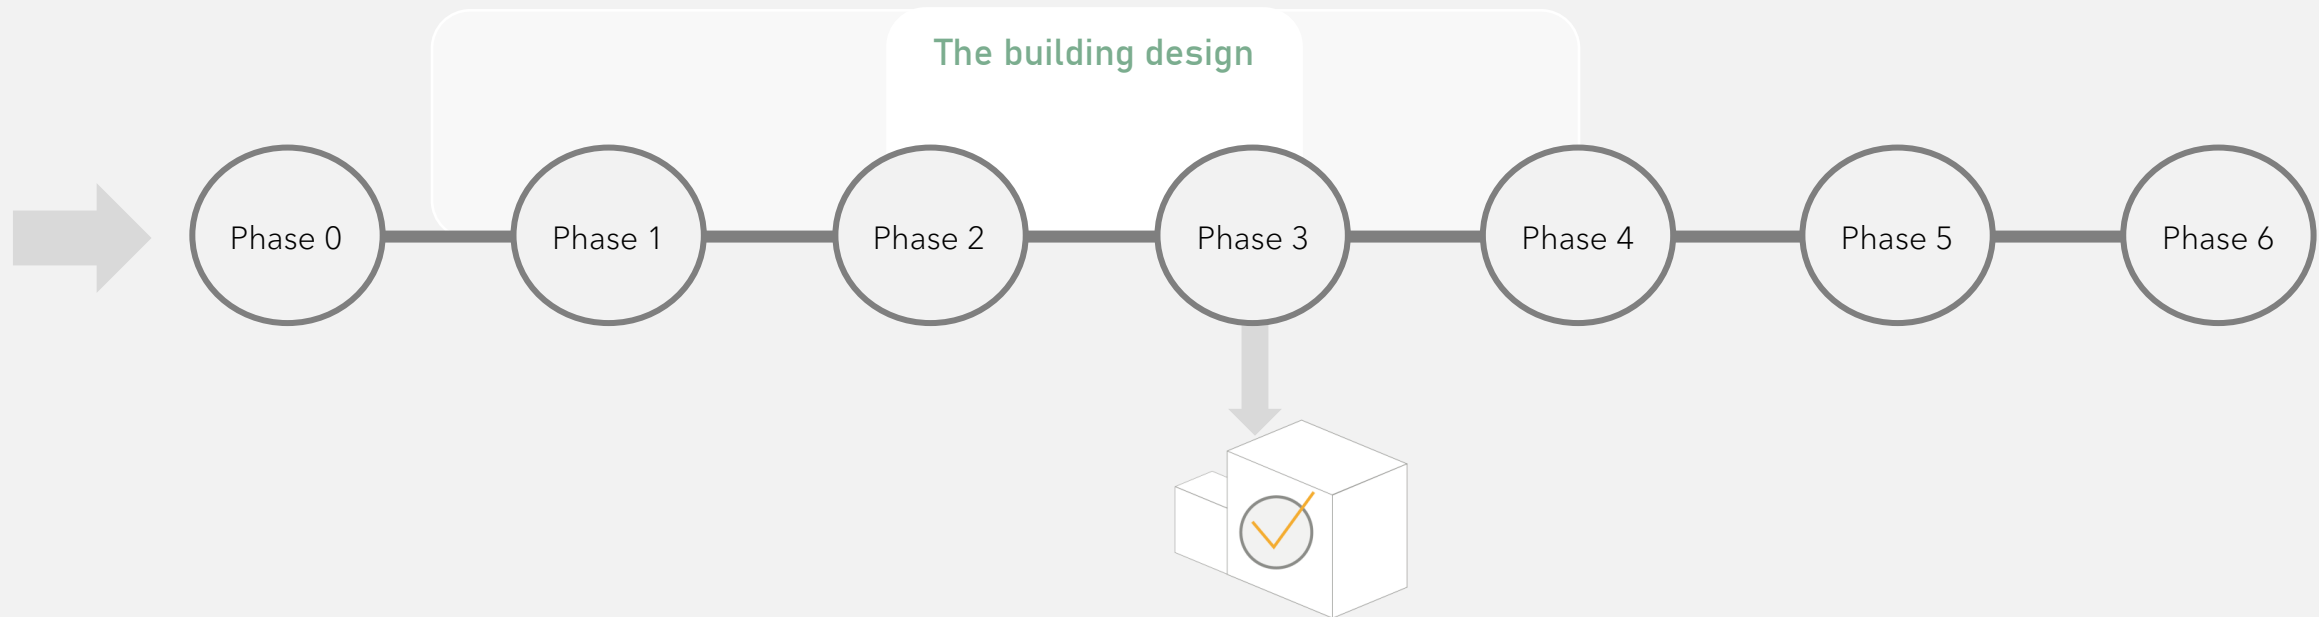 The building design
Phase 0
Phase 1
Phase 2
Phase 3
Phase 4
Phase 5
Phase 6